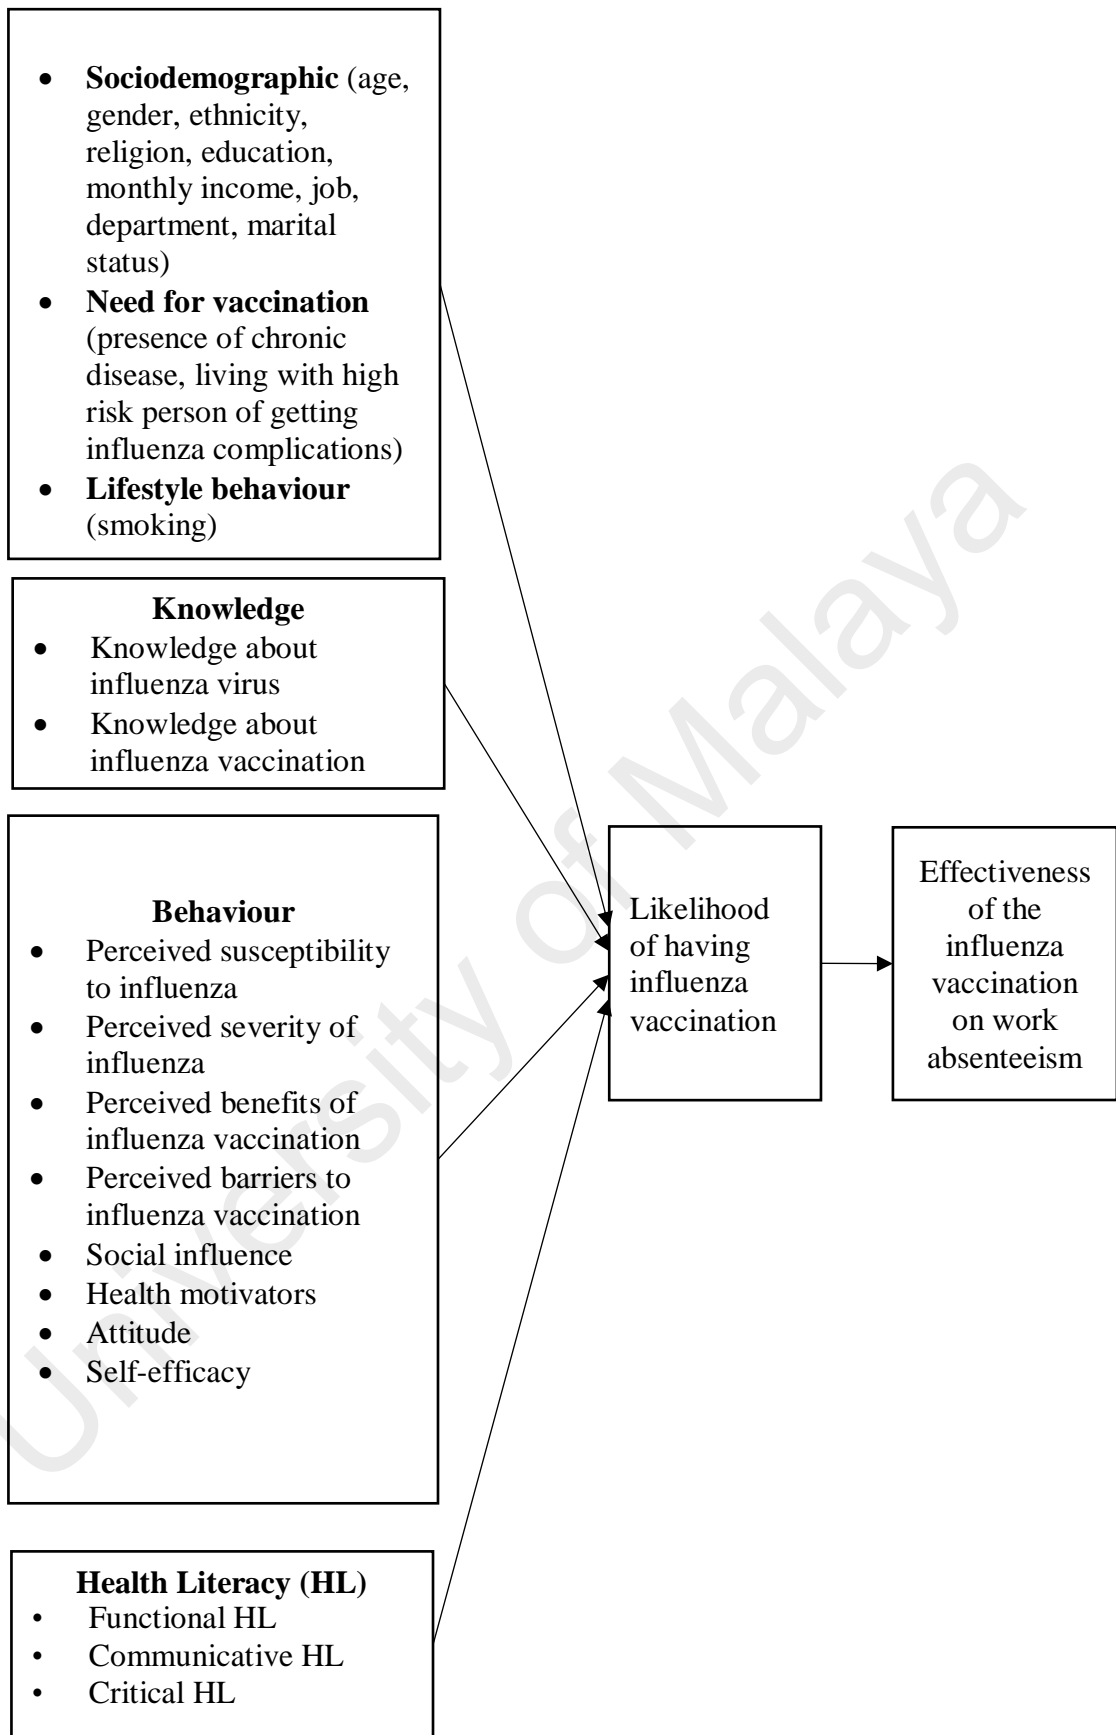 • Sociodemographic (age,
gender, ethnicity,
religion, education,
monthly income, job,
department, marital
status)
• Need for vaccination
(presence of chronic
disease, living with high
risk person of getting
influenza complications)
• Lifestyle behaviour
(smoking)
Knowledge
• Knowledge about
influenza virus
• Knowledge about
influenza vaccination
Behaviour
• Perceived susceptibility
to influenza
• Perceived severity of
influenza
• Perceived benefits of
influenza vaccination
• Perceived barriers to
influenza vaccination
• Social influence
• Health motivators
• Attitude
• Self-efficacy
Health Literacy (HL)
• Functional HL
• Communicative HL
• Critical HL
Likelihood
of having
influenza
vaccination
Effectiveness
of the
influenza
vaccination
on work
absenteeism
University of Malaya